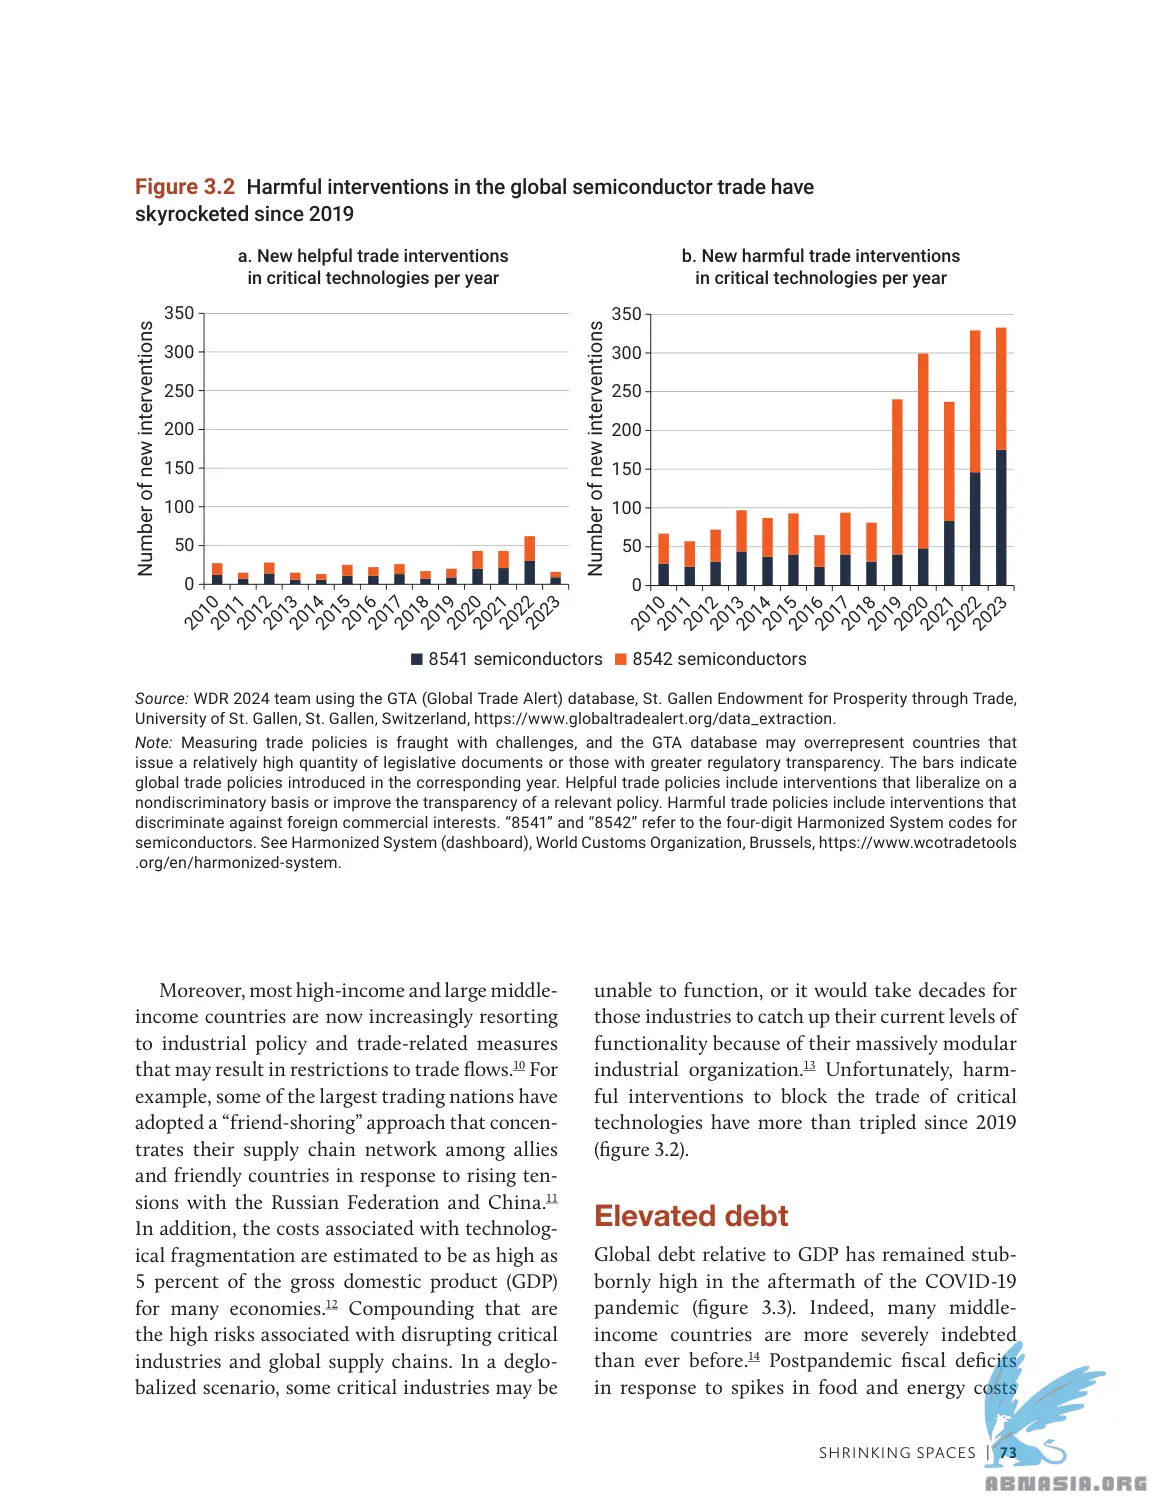 Figure 3.2 Harmful interventions in the global semiconductor trade have
skyrocketed since 2019
a. New helpful trade interventions
in critical technologies per year
Number of new interventions
350
300
250
200
150
100
50
0
2010
2011
2012
2013
2014
2015
2016
2017
2018
2019
2020
2021
2022
2023
b. New harmful trade interventions
in critical technologies per year
Number of new interventions
350
300
250
200
150
100
50
0
2010
2011
2012
2013
2014
2015
2016
2017
2018
2019
2020
2021
2022
2023
8541 semiconductors 8542 semiconductors
Source: WDR 2024 team using the GTA (Global Trade Alert) database, St. Gallen Endowment for Prosperity through Trade,
University of St. Gallen, St. Gallen, Switzerland, https://www.globaltradealert.org/data_extraction.
Note: Measuring trade policies is fraught with challenges, and the GTA database may overrepresent countries that
issue a relatively high quantity of legislative documents or those with greater regulatory transparency. The bars indicate
global trade policies introduced in the corresponding year. Helpful trade policies include interventions that liberalize on a
nondiscriminatory basis or improve the transparency of a relevant policy. Harmful trade policies include interventions that
discriminate against foreign commercial interests. “8541” and “8542” refer to the four-digit Harmonized System codes for
semiconductors. See Harmonized System (dashboard), World Customs Organization, Brussels, https://www.wcotradetools
.org/en/harmonized-system.
Moreover, most high-income and large middle-
income countries are now increasingly resorting
to industrial policy and trade-related measures
that may result in restrictions to trade flows.10 For
example, some of the largest trading nations have
adopted a “friend-shoring” approach that concen-
trates their supply chain network among allies
and friendly countries in response to rising ten-
sions with the Russian Federation and China.11
In addition, the costs associated with technolog-
ical fragmentation are estimated to be as high as
5 percent of the gross domestic product (GDP)
for many economies.12 Compounding that are
the high risks associated with disrupting critical
industries and global supply chains. In a deglo-
balized scenario, some critical industries may be
unable to function, or it would take decades for
those industries to catch up their current levels of
functionality because of their massively modular
industrial organization.13 Unfortunately, harm-
ful interventions to block the trade of critical
technologies have more than tripled since 2019
(figure 3.2).
Elevated debt
Global debt relative to GDP has remained stub-
bornly high in the aftermath of the COVID-19
pandemic (figure 3.3). Indeed, many middle-
income countries are more severely indebted
than ever before.14 Postpandemic fiscal deficits
in response to spikes in food and energy costs
SHRINKING SPACES | 73
ABNASIA.ORG